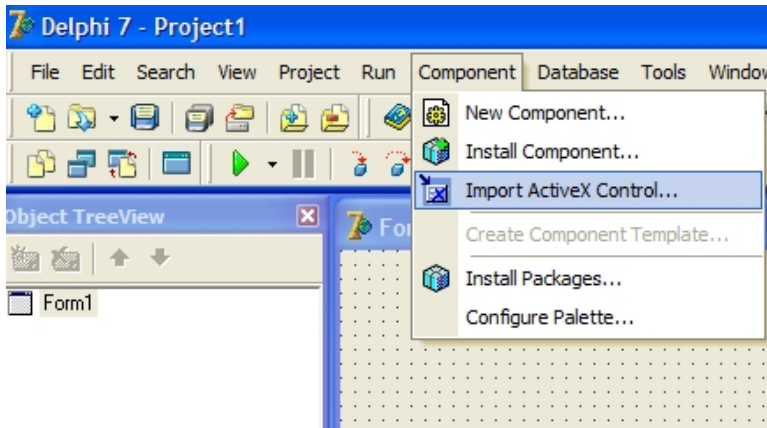 Delphi 7 - Project1
File Edit Search View Project Run Component Database Tools Window
New Component...
Install Component...
Import ActiveX Control...
Object TreeView
Create Component Template...
Form1
Install Packages...
Configure Palette...